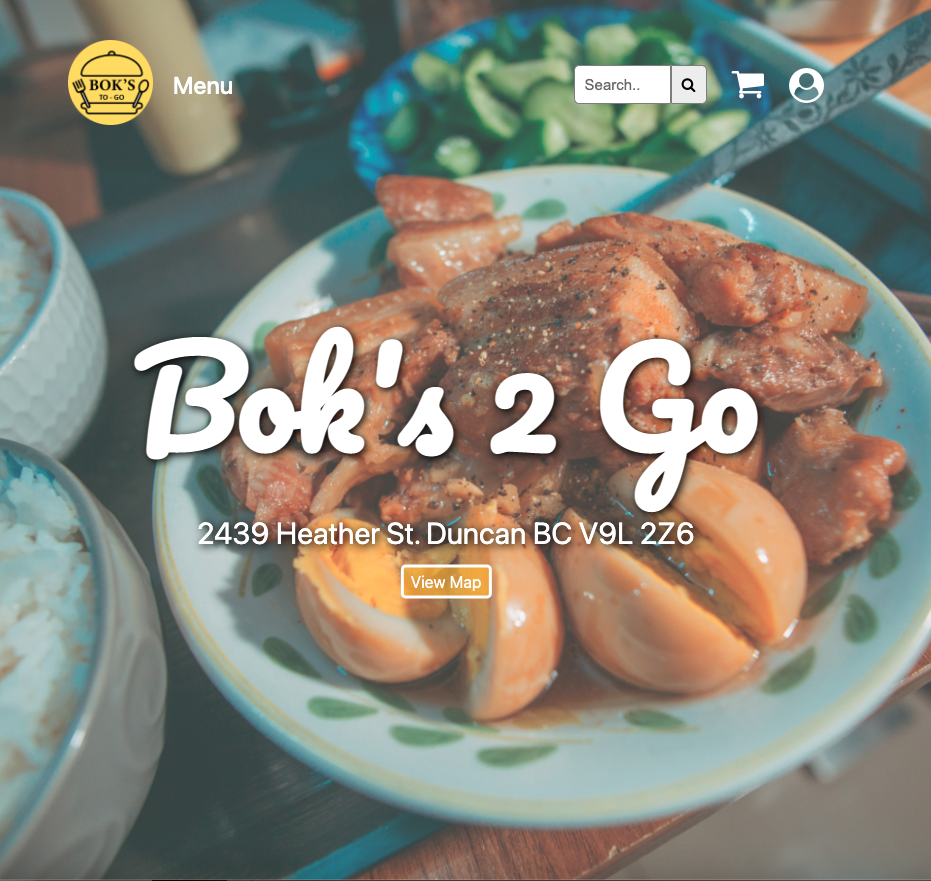 BOK'S
TO - GO
Menu
Search..
Bok's 2 Go
2439 Heather St. Duncan BC V9L 2Z6
View Map